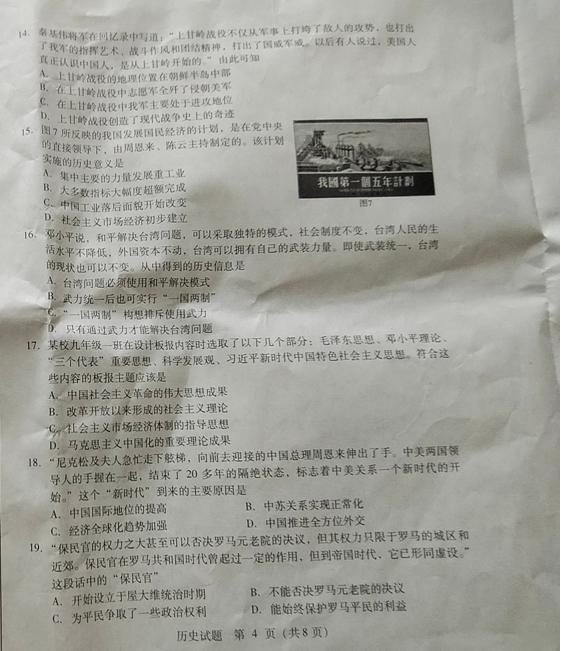 14. 秦基伟将军在回忆录中写道：“上甘岭战役不仅从军事上打垮了敌人的攻势，也打出
了我军的指挥艺术、战斗作风和团结精神，打出了国威军威。以后有人说过，美国人
真正认识中国人，是从上甘岭开始的。”由此可知
A．上甘岭战役的地理位置在朝鲜半岛中部
B．在上甘岭战役中志愿军全歼了侵朝美军
C．在上甘岭战役中我军主要处于进攻地位
D．上甘岭战役创造了现代战争史上的奇迹
15. 图7所反映的我国发展国民经济的计划，是在党中央
的直接领导下，由周恩来、陈云主持制定的。该计划
实施的历史意义是
A．集中主要的力量发展重工业
B．大多数指标大幅度超额完成
C．中国工业落后面貌开始改变
D．社会主义市场经济初步建立
我國第一個五年計劃
图7
16. 邓小平说，和平解决台湾问题，可以采取独特的模式，社会制度不变，台湾人民的生
活水平不降低，外国资本不动，台湾可以拥有自己的武装力量。即使武装统一，台湾
的现状也可以不变。从中得到的历史信息是
A．台湾问题必须使用和平解决模式
B．武力统一后也可实行“一国两制”
C．“一国两制”构想排斥使用武力
D．只有通过武力才能解决台湾问题
17. 某校九年级一班在设计板报内容时选取了以下几个部分：毛泽东思想、邓小平理论、
“三个代表”重要思想、科学发展观、习近平新时代中国特色社会主义思想。符合这
些内容的板报主题应该是
A．中国社会主义革命的伟大思想成果
B．改革开放以来形成的社会主义理论
C．社会主义市场经济体制的指导思想
D．马克思主义中国化的重要理论成果
18. “尼克松及夫人急忙走下舷梯，向前去迎接的中国总理周恩来伸出了手。中美两国领
导人的手握在一起，结束了 20 多年的隔绝状态，标志着中美关系一个新时代的开
始。”这个“新时代”到来的主要原因是
A．中国国际地位的提高 B．中苏关系实现正常化
C．经济全球化趋势加强 D．中国推进全方位外交
19. “保民官的权力之大甚至可以否决罗马元老院的决议，但其权力只限于罗马的城区和
近郊。保民官在罗马共和国时代曾起过一定的作用，但到帝国时代，它已形同虚设。”
这段话中的“保民官”
A．开始设立于屋大维统治时期 B．不能否决罗马元老院的决议
C．为平民争取了一些政治权利 D．能始终保护罗马平民的利益
历史试题 第 4 页（共 8 页）